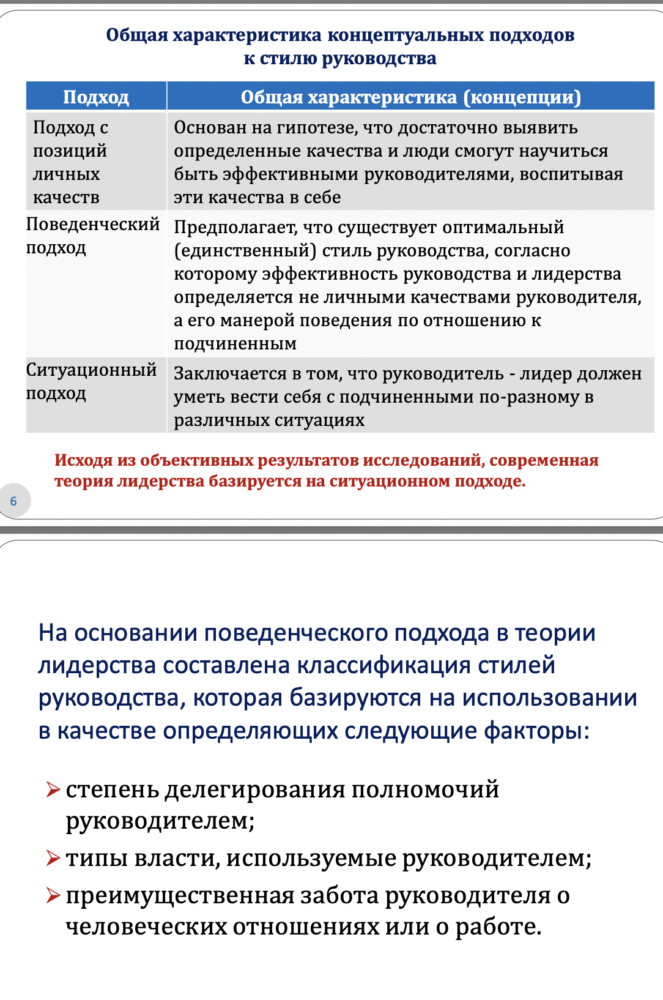 Общая характеристика концептуальных подходов
к стилю руководства
Подход
Общая характеристика (концепции)
Подход с
позиций
личных
качеств
Основан на гипотезе, что достаточно выявить
определенные качества и люди смогут научиться
быть эффективными руководителями, воспитывая
эти качества в себе
Поведенческий
подход
Предполагает, что существует оптимальный
(единственный) стиль руководства, согласно
которому эффективность руководства и лидерства
определяется не личными качествами руководителя,
а его манерой поведения по отношению к
подчиненным
Ситуационный
подход
Заключается в том, что руководитель - лидер должен
уметь вести себя с подчиненными по-разному в
различных ситуациях
Исходя из объективных результатов исследований, современная
теория лидерства базируется на ситуационном подходе.
6
На основании поведенческого подхода в теории
лидерства составлена классификация стилей
руководства, которая базируются на использовании
в качестве определяющих следующие факторы:
➢ степень делегирования полномочий
руководителем;
➢ типы власти, используемые руководителем;
➢ преимущественная забота руководителя о
человеческих отношениях или о работе.